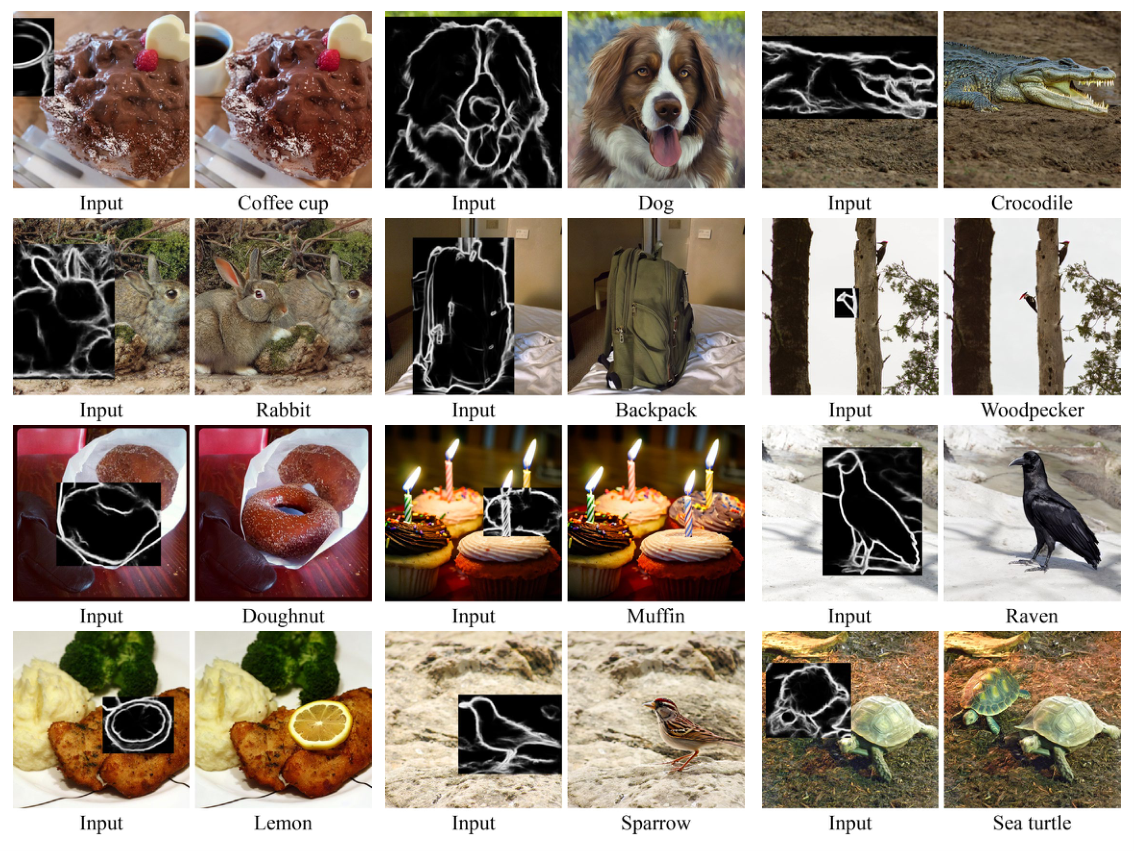 Input Coffee cup Input Dog Input Crocodile
Input Rabbit Input Backpack Input Woodpecker
Input Doughnut Input Muffin Input Raven
Input Lemon Input Sparrow Input Sea turtle